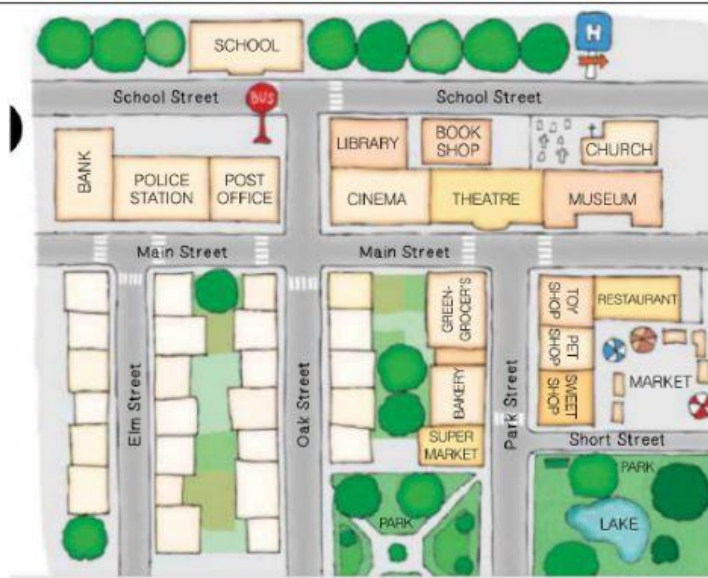 SCHOOL
H
School Street
BUS
School Street
BANK
POLICE
STATION
POST
OFFICE
LIBRARY
BOOK
SHOP
CHURCH
CINEMA
THEATRE
MUSEUM
Main Street
Main Street
GREEN-
GROCER'S
TOY
SHOP
RESTAURANT
PET
SHOP
MARKET
BAKERY
SWEET
SHOP
Elm Street
Oak Street
Park Street
SUPER
MARKET
Short Street
PARK
PARK
LAKE